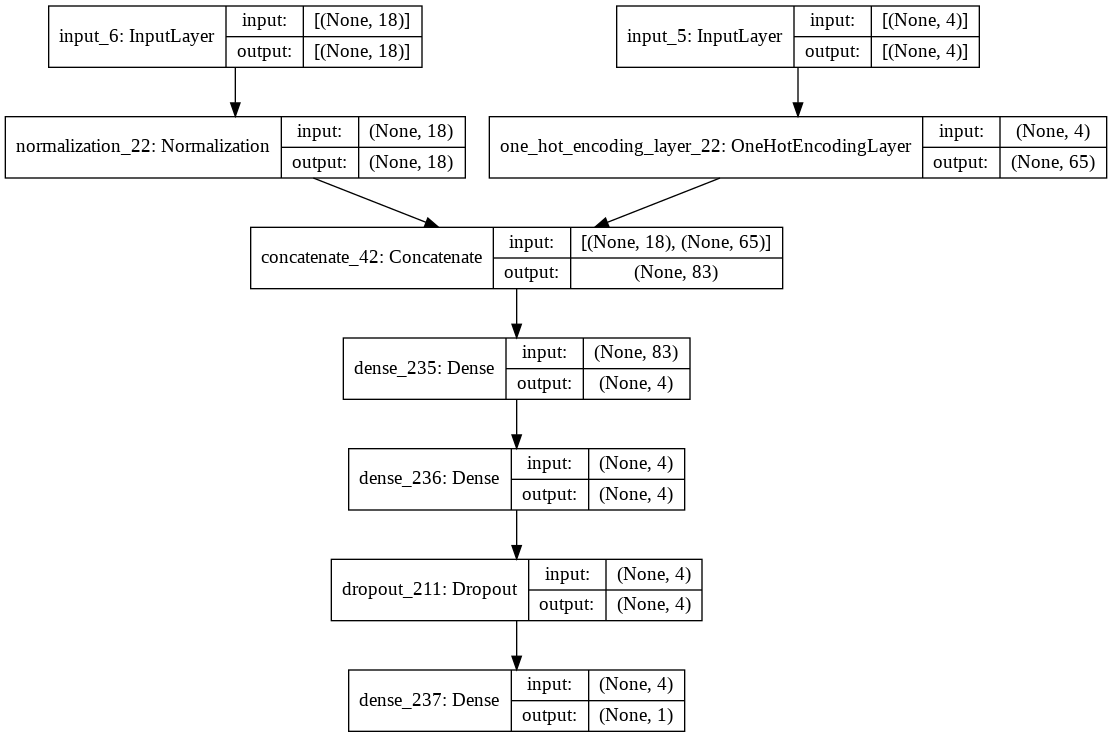 input_6: InputLayer
input: [(None, 18)]
output: [(None, 18)]
input_5: InputLayer
input: [(None, 4)]
output: [(None, 4)]
normalization_22: Normalization
input: (None, 18)
output: (None, 18)
one_hot_encoding_layer_22: OneHotEncodingLayer
input: (None, 4)
output: (None, 65)
concatenate_42: Concatenate
input: [(None, 18), (None, 65)]
output: (None, 83)
dense_235: Dense
input: (None, 83)
output: (None, 4)
dense_236: Dense
input: (None, 4)
output: (None, 4)
dropout_211: Dropout
input: (None, 4)
output: (None, 4)
dense_237: Dense
input: (None, 4)
output: (None, 1)